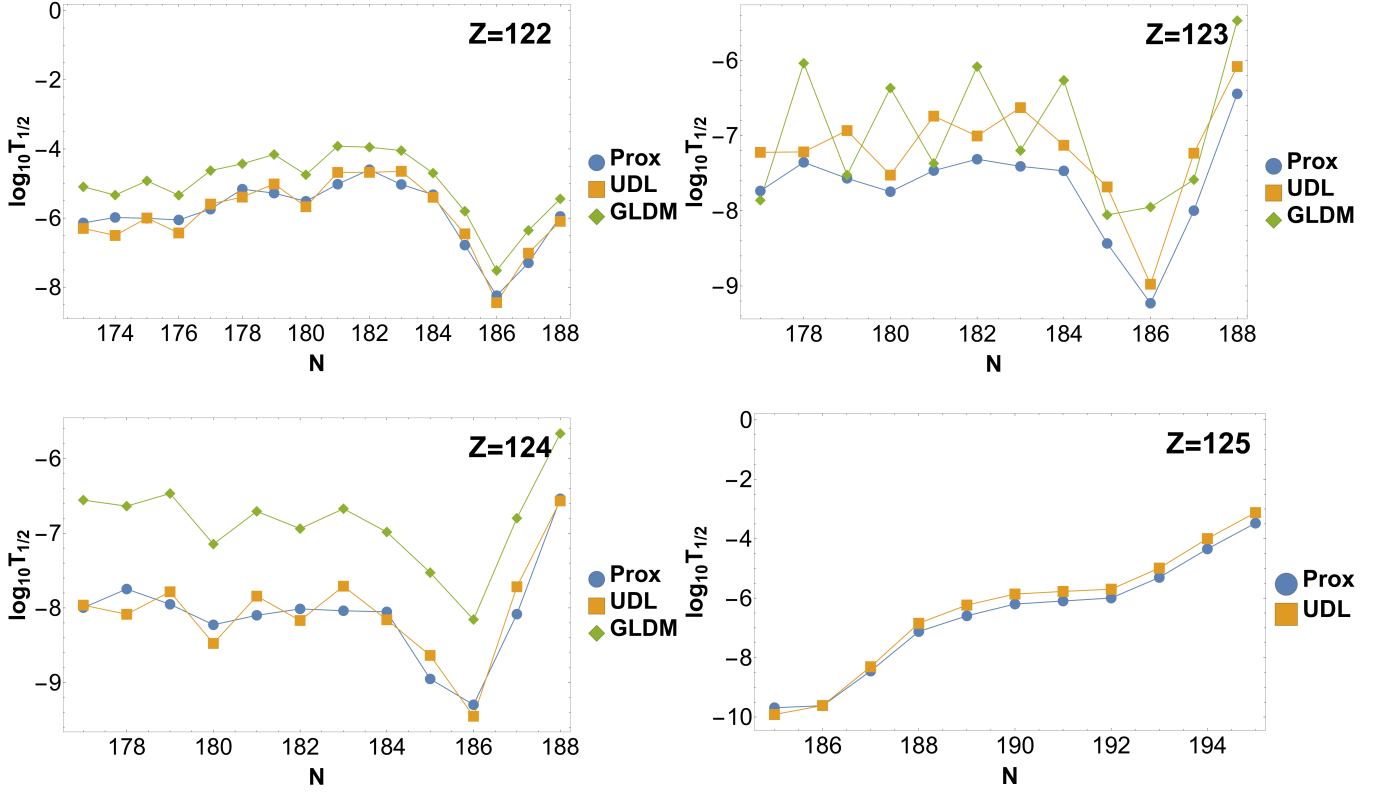 Z=122
0
−2
−4
−6
−8
log10T1/2
174 176 178 180 182 184 186 188
N
Prox
UDL
GLDM
Z=123
−6
−7
−8
−9
log10T1/2
178 180 182 184 186 188
N
Prox
UDL
GLDM
Z=124
−6
−7
−8
−9
log10T1/2
178 180 182 184 186 188
N
Prox
UDL
GLDM
Z=125
0
−2
−4
−6
−8
−10
log10T1/2
186 188 190 192 194
N
Prox
UDL